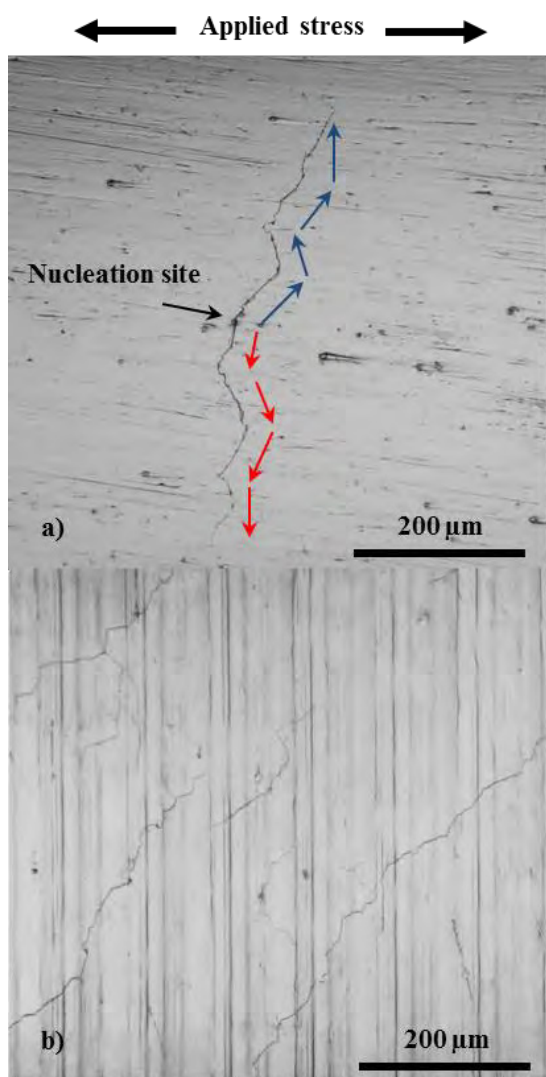 Applied stress
Nucleation site
a)
200 μm
b)
200 μm